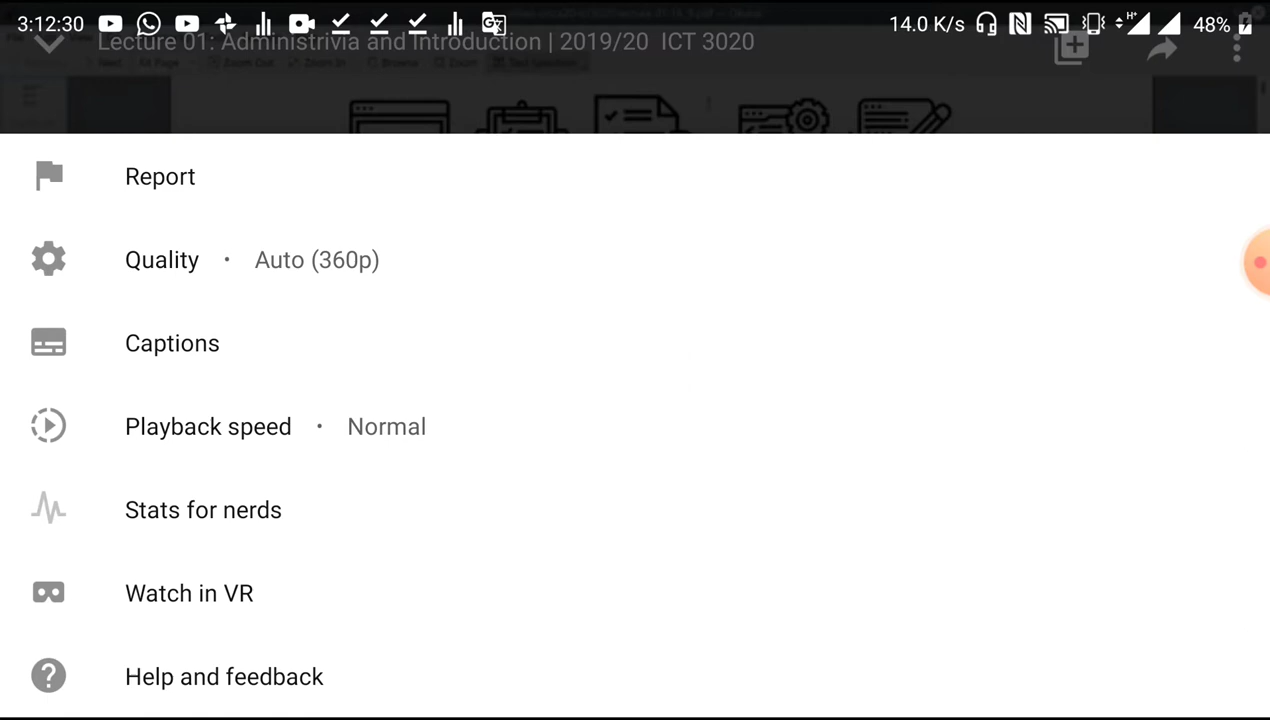 3:12:30 14.0 K/s H+ 48%
Lecture 01: Administrivia and Introduction | 2019/20 ICT 3020
Report
Quality • Auto (360p)
Captions
Playback speed • Normal
Stats for nerds
Watch in VR
Help and feedback